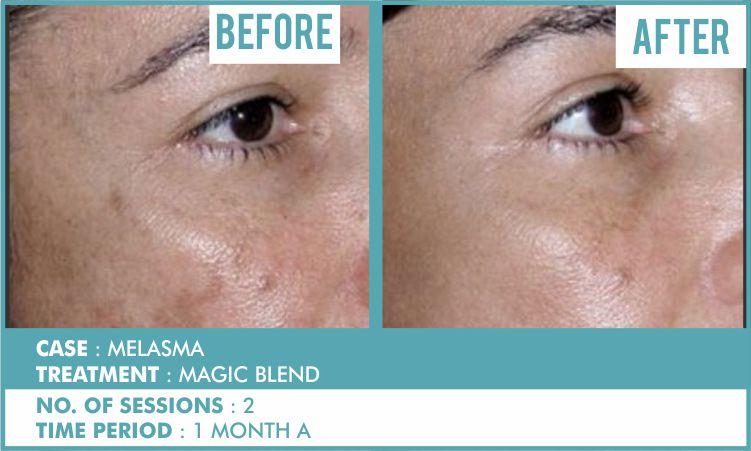 BEFORE
AFTER
CASE : MELASMA
TREATMENT : MAGIC BLEND
NO. OF SESSIONS : 2
TIME PERIOD : 1 MONTH A